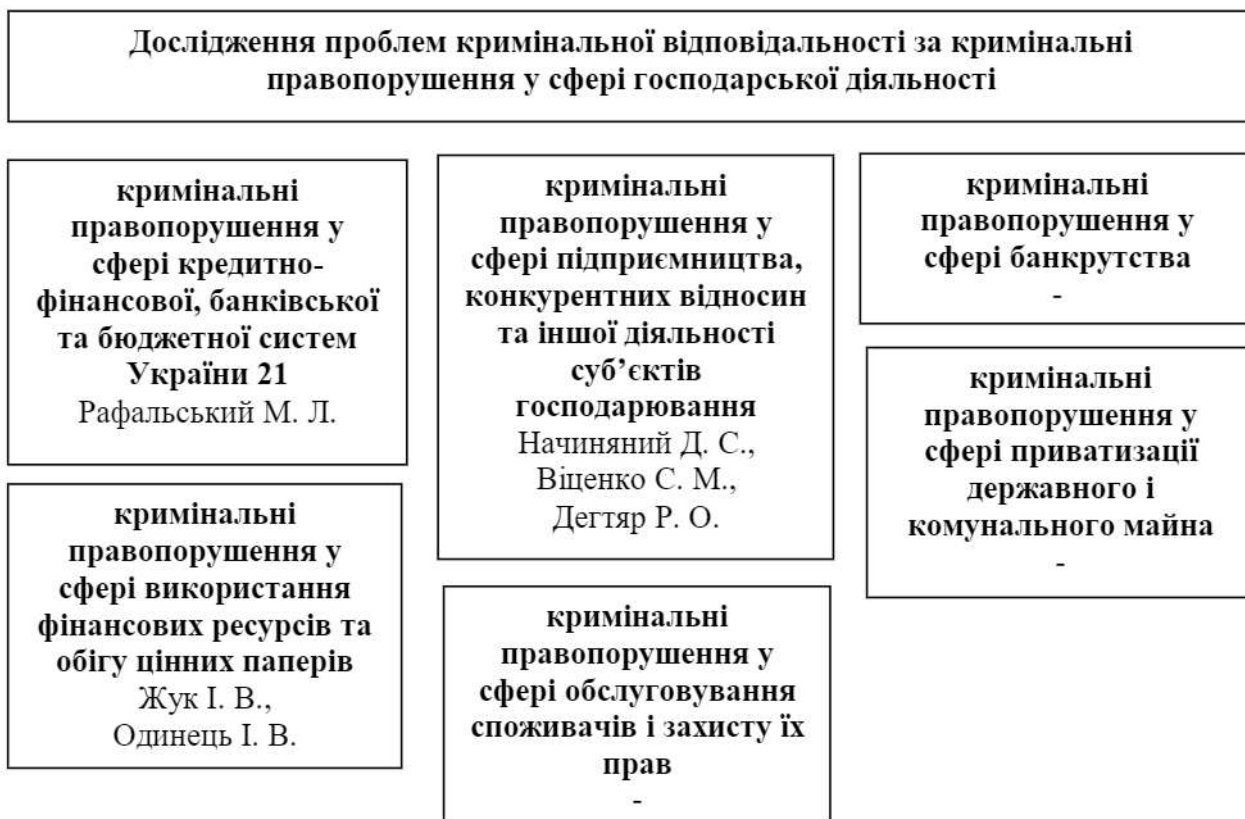 Дослідження проблем кримінальної відповідальності за кримінальні
правопорушення у сфері господарської діяльності
кримінальні
правопорушення у
сфері кредитно-
фінансової, банківської
та бюджетної систем
України 21
Рафальський М. Л.
кримінальні
правопорушення у
сфері використання
фінансових ресурсів та
обігу цінних паперів
Жук І. В.,
Одинець І. В.
кримінальні
правопорушення у
сфері підприємництва,
конкурентних відносин
та іншої діяльності
суб’єктів
господарювання
Начиняний Д. С.,
Віценко С. М.,
Дегтяр Р. О.
кримінальні
правопорушення у
сфері обслуговування
споживачів і захисту їх
прав
-
кримінальні
правопорушення у
сфері банкрутства
-
кримінальні
правопорушення у
сфері приватизації
державного і
комунального майна
-